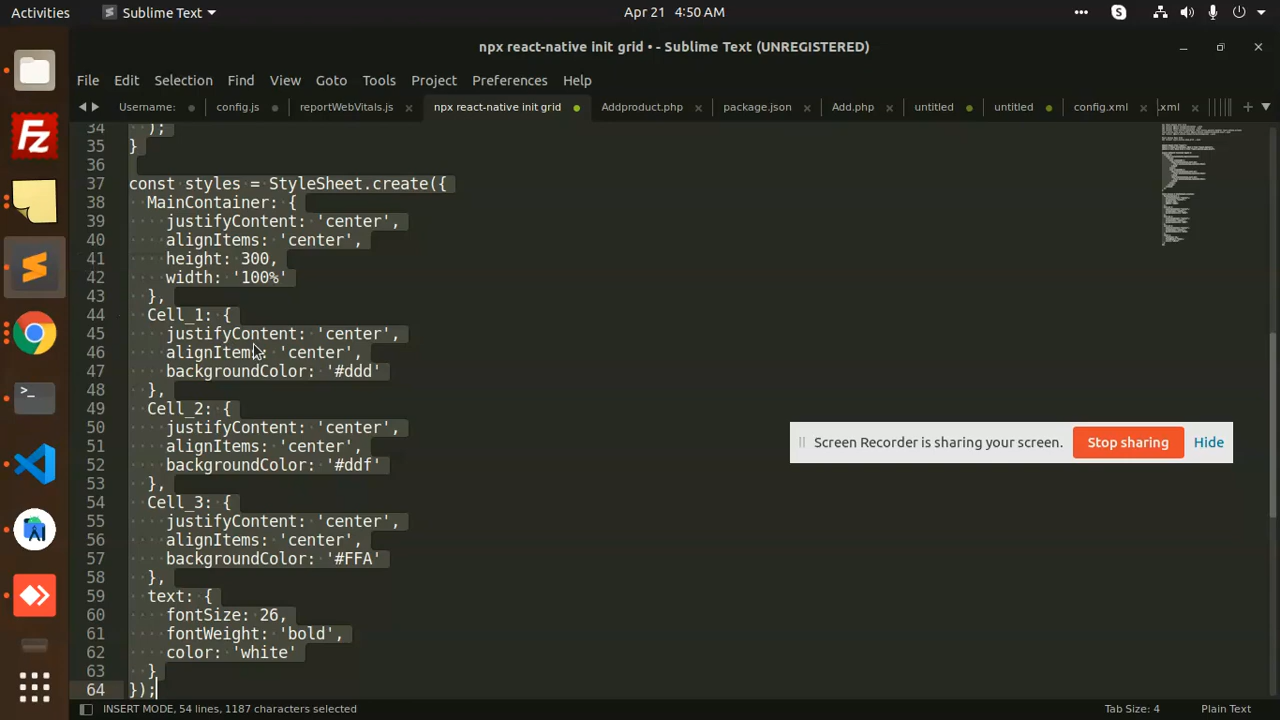 Activities
Sublime Text
Apr 21 4:50 AM
npx react-native init grid • - Sublime Text (UNREGISTERED)
File Edit Selection Find View Goto Tools Project Preferences Help
Username: config.js reportWebVitals.js npx react-native init grid Addproduct.php package.json Add.php untitled untitled config.xml .xml
34 );
35 }
36
37 const styles = StyleSheet.create({
38 MainContainer: {
39 justifyContent: 'center',
40 alignItems: 'center',
41 height: 300,
42 width: '100%'
43 },
44 Cell_1: {
45 justifyContent: 'center',
46 alignItems: 'center',
47 backgroundColor: '#ddd'
48 },
49 Cell_2: {
50 justifyContent: 'center',
51 alignItems: 'center',
52 backgroundColor: '#ddf'
53 },
54 Cell_3: {
55 justifyContent: 'center',
56 alignItems: 'center',
57 backgroundColor: '#FFA'
58 },
59 text: {
60 fontSize: 26,
61 fontWeight: 'bold',
62 color: 'white'
63 }
64 });
Screen Recorder is sharing your screen. Stop sharing Hide
INSERT MODE, 54 lines, 1187 characters selected
Tab Size: 4
Plain Text